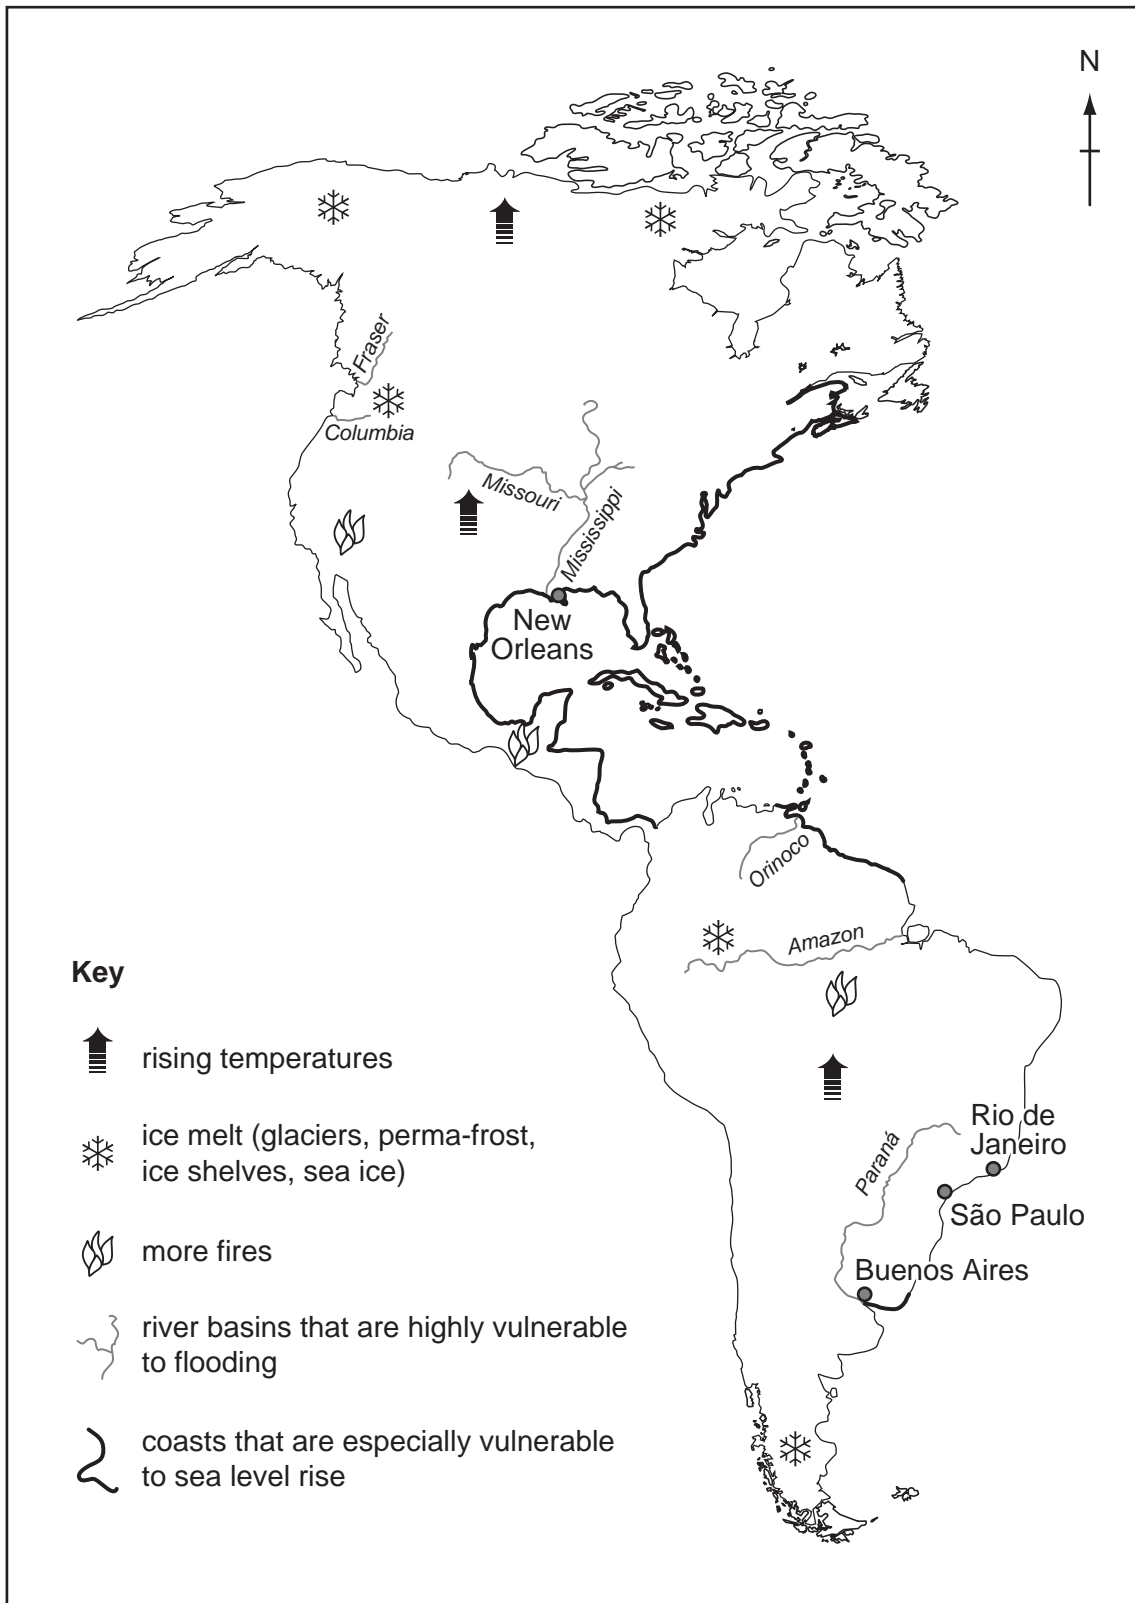 N
Fraser
Columbia
Missouri
Mississippi
New
Orleans
Orinoco
Amazon
Key
rising temperatures
ice melt (glaciers, perma-frost,
ice shelves, sea ice)
more fires
river basins that are highly vulnerable
to flooding
coasts that are especially vulnerable
to sea level rise
Rio de
Janeiro
Paraná
São Paulo
Buenos Aires